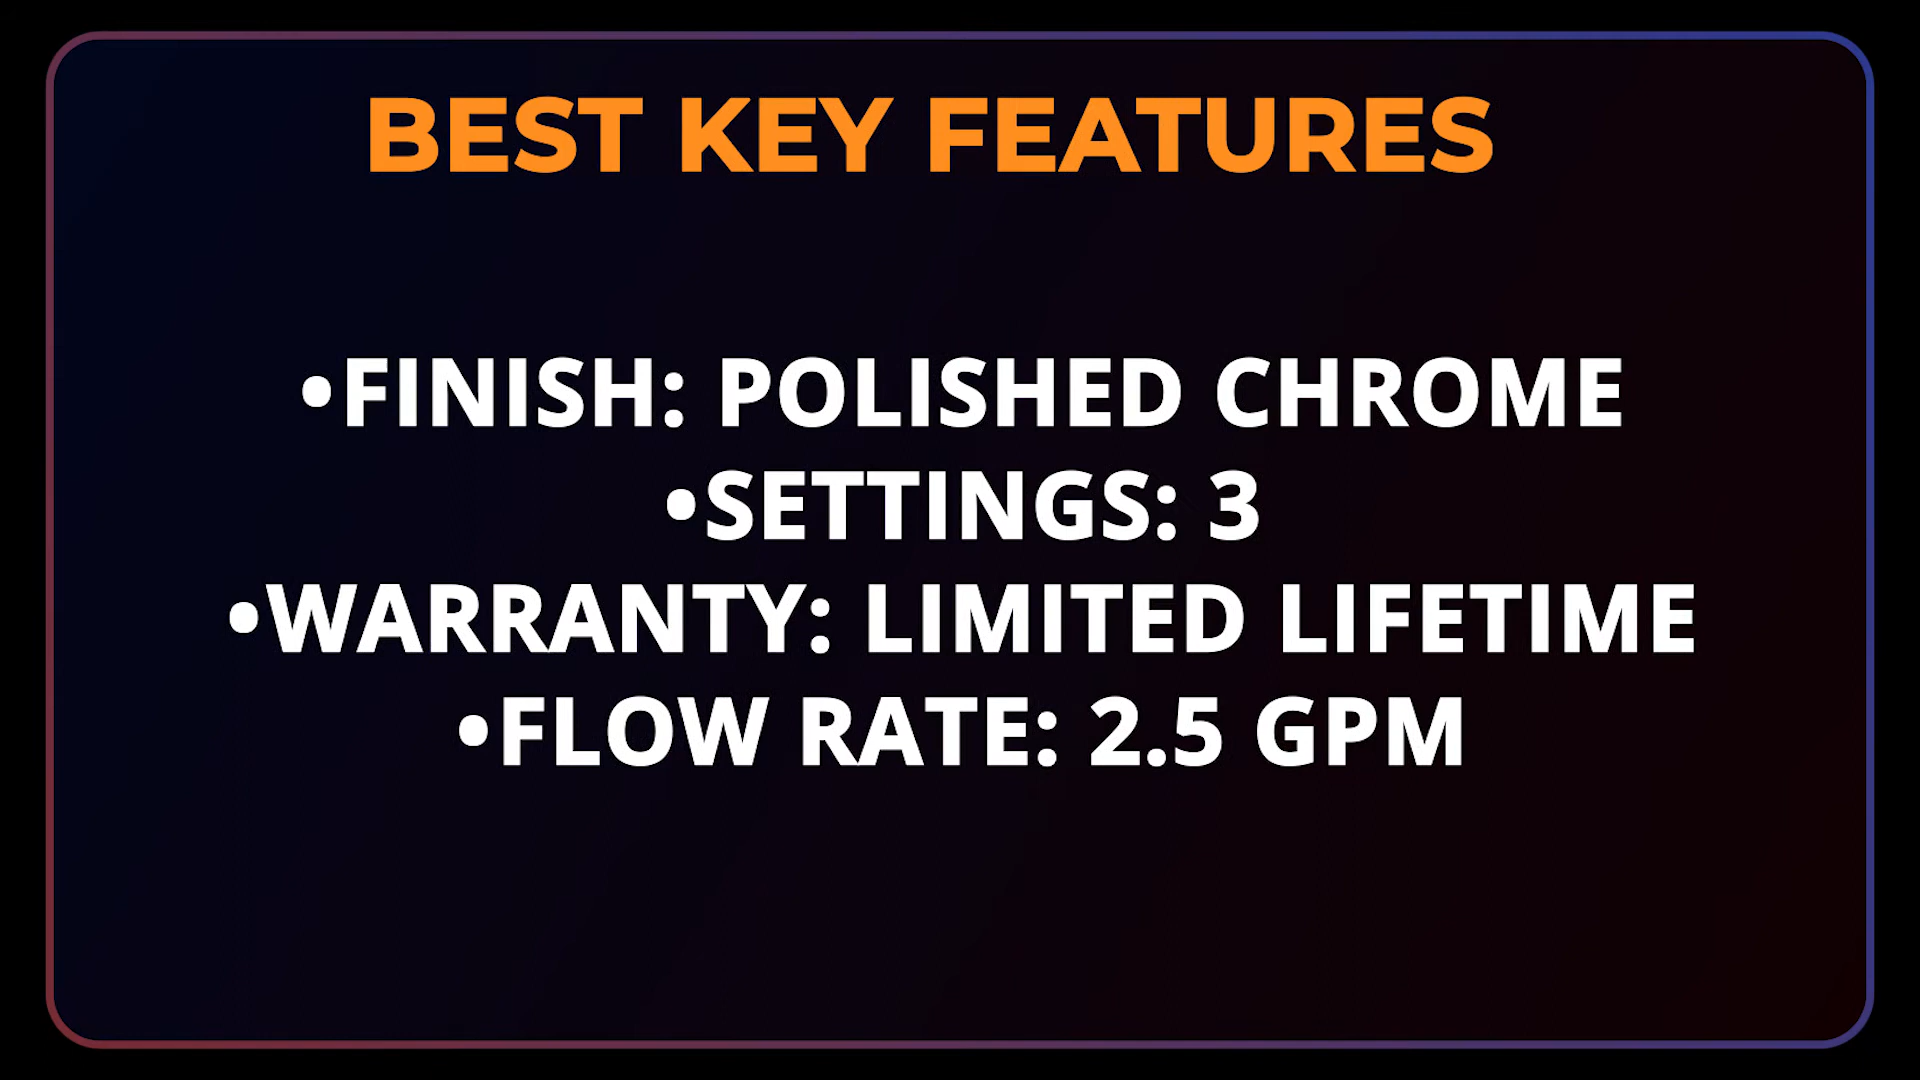 BEST KEY FEATURES
•FINISH: POLISHED CHROME
•SETTINGS: 3
•WARRANTY: LIMITED LIFETIME
•FLOW RATE: 2.5 GPM